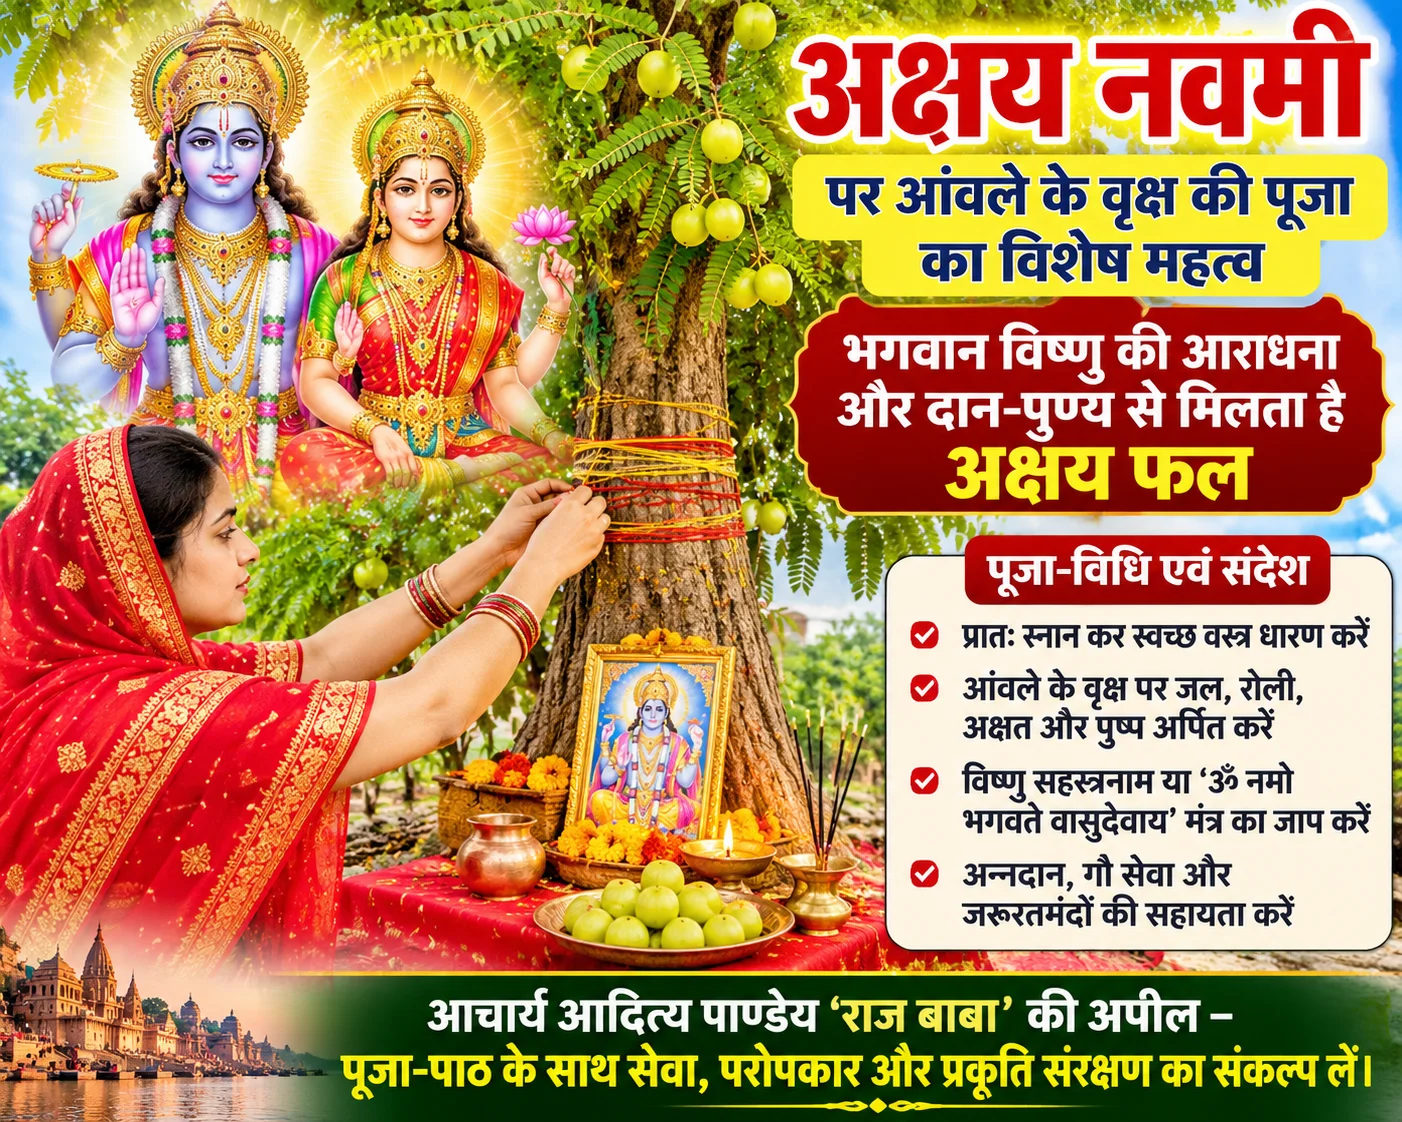 अक्षय नवमी
पर आंवले के वृक्ष की पूजा
का विशेष महत्व
भगवान विष्णु की आराधना
और दान-पुण्य से मिलता है
अक्षय फल
पूजा-विधि एवं संदेश
प्रातः स्नान कर स्वच्छ वस्त्र धारण करें
आंवले के वृक्ष पर जल, रोली,
अक्षत और पुष्प अर्पित करें
विष्णु सहस्त्रनाम या ‘ॐ नमो
भगवते वासुदेवाय’ मंत्र का जाप करें
अन्नदान, गौ सेवा और
जरूरतमंदों की सहायता करें
आचार्य आदित्य पाण्डेय ‘राज बाबा’ की अपील –
पूजा-पाठ के साथ सेवा, परोपकार और प्रकृति संरक्षण का संकल्प लें।